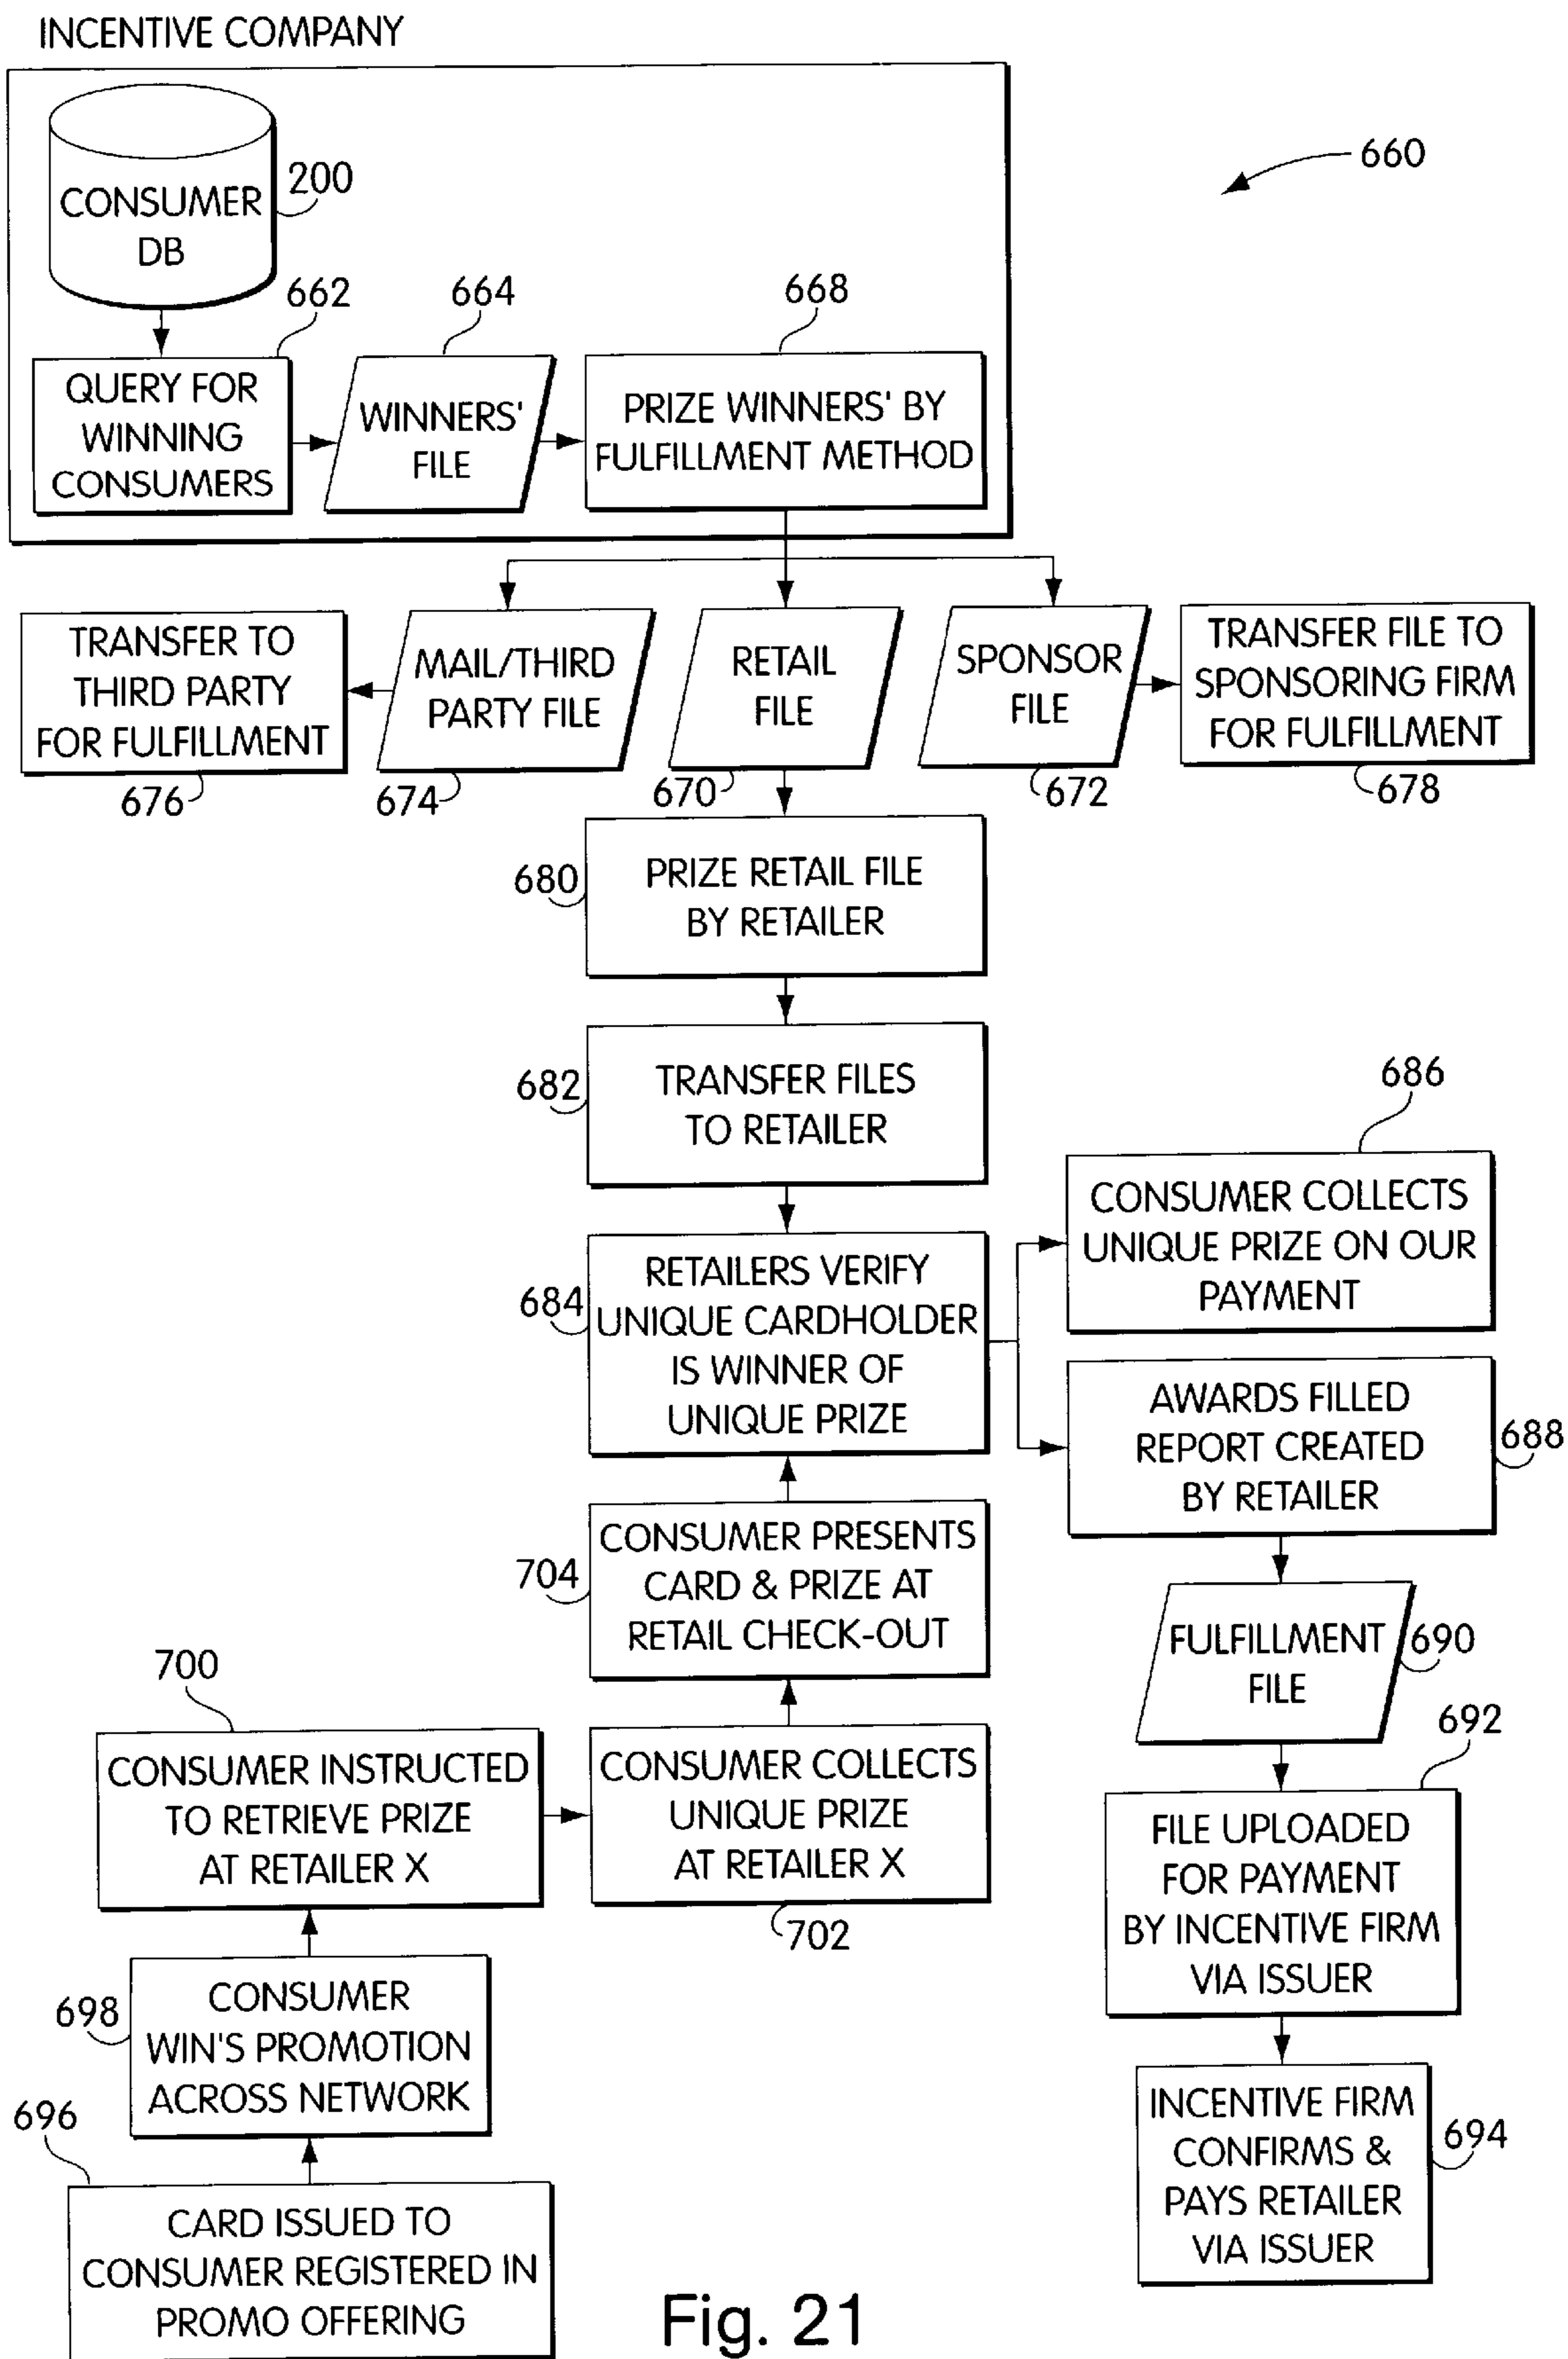 INCENTIVE COMPANY
660
200
CONSUMER
DB
662
664
668
QUERY FOR
WINNING
CONSUMERS
WINNERS'
FILE
PRIZE WINNERS' BY
FULFILLMENT METHOD
TRANSFER TO
THIRD PARTY
FOR FULFILLMENT
MAIL/THIRD
PARTY FILE
RETAIL
FILE
SPONSOR
FILE
TRANSFER FILE TO
SPONSORING FIRM
FOR FULFILLMENT
676
674
670
672
678
680
PRIZE RETAIL FILE
BY RETAILER
682
TRANSFER FILES
TO RETAILER
686
684
RETAILERS VERIFY
UNIQUE CARDHOLDER
IS WINNER OF
UNIQUE PRIZE
CONSUMER COLLECTS
UNIQUE PRIZE ON OUR
PAYMENT
AWARDS FILLED
REPORT CREATED
BY RETAILER
688
704
CONSUMER PRESENTS
CARD & PRIZE AT
RETAIL CHECK-OUT
FULFILLMENT
FILE
690
700
692
CONSUMER INSTRUCTED
TO RETRIEVE PRIZE
AT RETAILER X
CONSUMER COLLECTS
UNIQUE PRIZE
AT RETAILER X
702
FILE UPLOADED
FOR PAYMENT
BY INCENTIVE FIRM
VIA ISSUER
698
CONSUMER
WIN'S PROMOTION
ACROSS NETWORK
INCENTIVE FIRM
CONFIRMS &
PAYS RETAILER
VIA ISSUER
694
696
CARD ISSUED TO
CONSUMER REGISTERED IN
PROMO OFFERING
Fig. 21